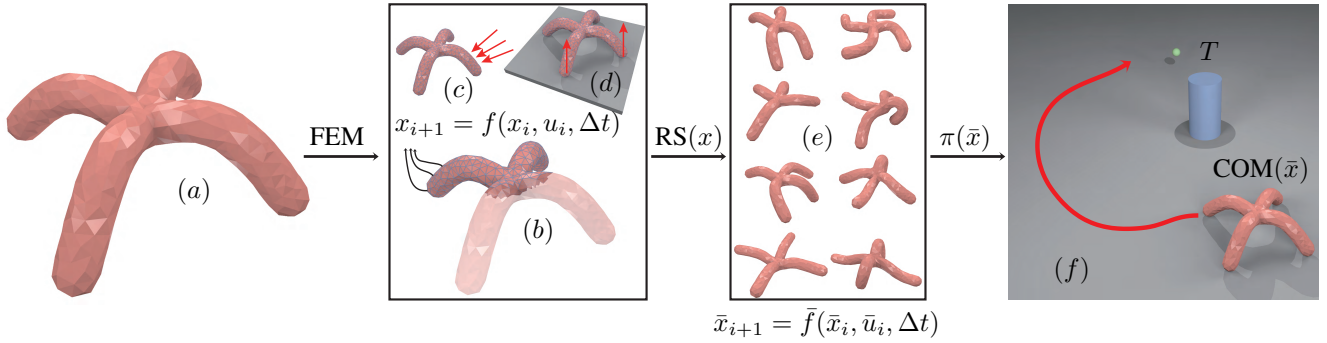 (a)
FEM
(c)
(d)
x_{i+1} = f(x_i, u_i, Δt)
(b)
RS(x)
(e)
x̄_{i+1} = f̄(x̄_i, ū_i, Δt)
π(x̄)
T
COM(x̄)
(f)